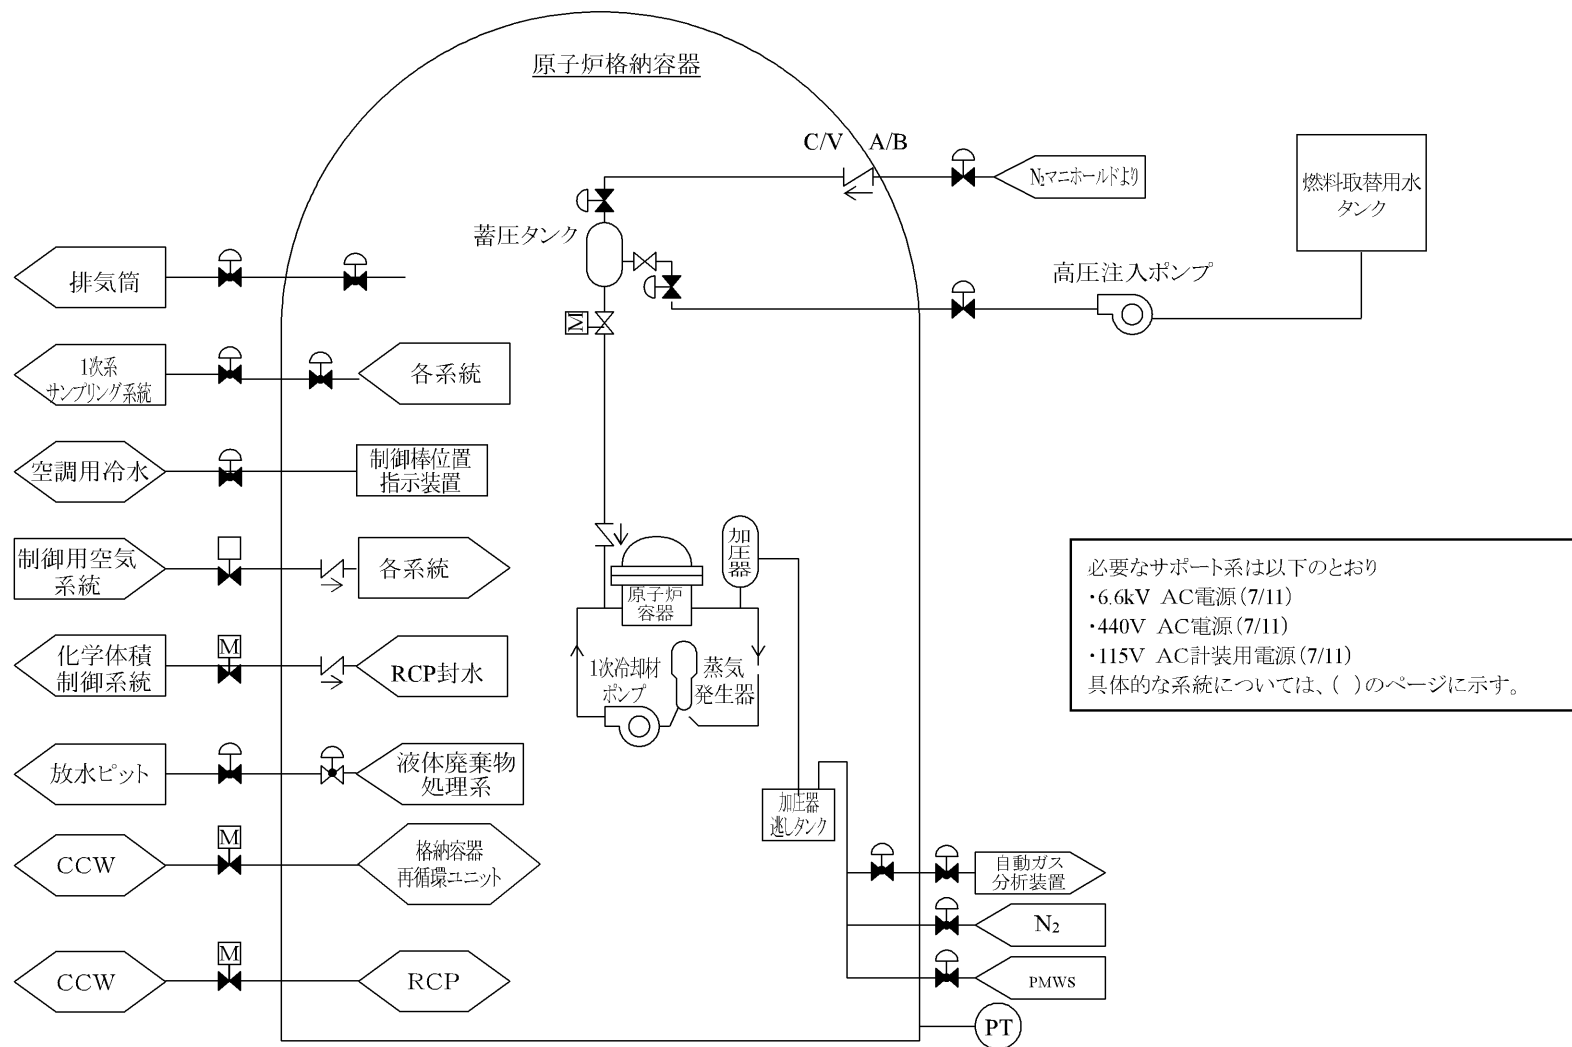 原子炉格納容器
C/V A/B
N₂マニホールドより
燃料取替用水
タンク
蓄圧タンク
高圧注入ポンプ
M
排気筒
1次系
サンプリング系統
各系統
空調用冷水
制御棒位置
指示装置
制御用空気
系統
各系統
化学体積
制御系統
M
RCP封水
放水ピット
液体廃棄物
処理系
CCW
M
格納容器
再循環ユニット
CCW
M
RCP
加
圧
器
原子炉
容器
1次冷却材
ポンプ
蒸気
発生器
加圧器
逃しタンク
自動ガス
分析装置
N₂
PMWS
PT
必要なサポート系は以下のとおり
・6.6kV AC電源(7/11)
・440V AC電源(7/11)
・115V AC計装用電源(7/11)
具体的な系統については、( )のページに示す。